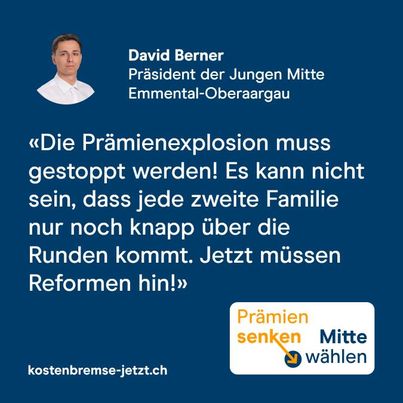 David Berner
Präsident der Jungen Mitte
Emmental-Oberaargau
«Die Prämienexplosion muss
gestoppt werden! Es kann nicht
sein, dass jede zweite Familie
nur noch knapp über die
Runden kommt. Jetzt müssen
Reformen hin!»
Prämien
senken Mitte
wählen
kostenbremse-jetzt.ch